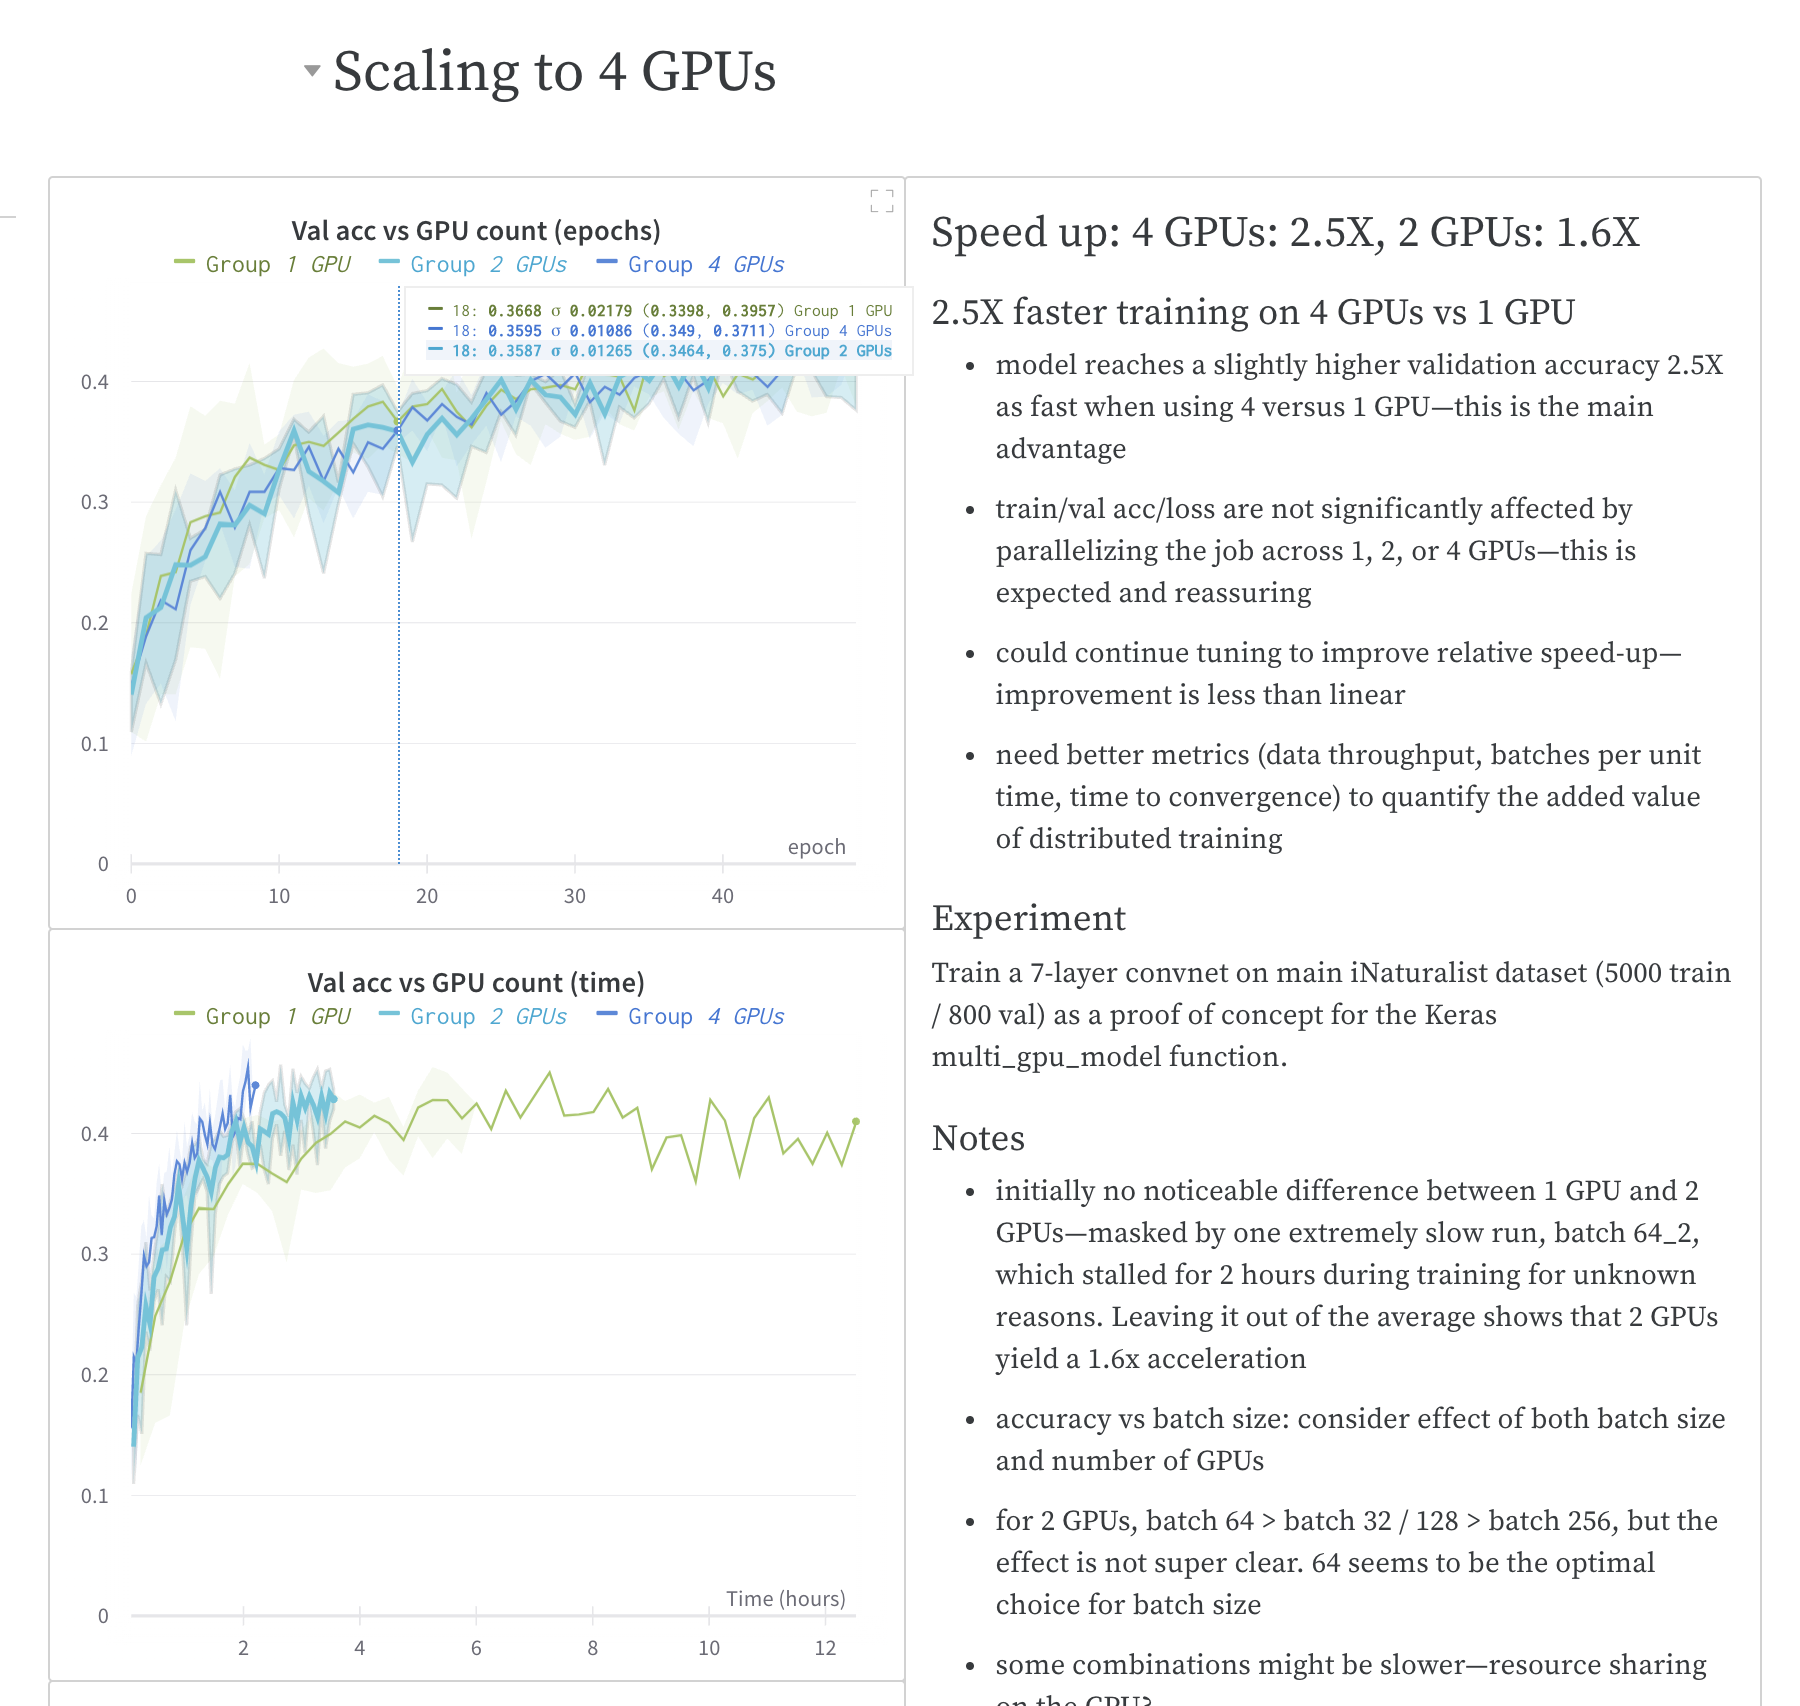 Scaling to 4 GPUs
Val acc vs GPU count (epochs)
Group 1 GPU Group 2 GPUs Group 4 GPUs
18: 0.3668 σ 0.02179 (0.3398, 0.3957) Group 1 GPU
18: 0.3595 σ 0.01086 (0.349, 0.3711) Group 4 GPUs
18: 0.3587 σ 0.01265 (0.3464, 0.375) Group 2 GPUs
0.4
0.3
0.2
0.1
epoch
0
0 10 20 30 40
Val acc vs GPU count (time)
Group 1 GPU Group 2 GPUs Group 4 GPUs
0.4
0.3
0.2
0.1
Time (hours)
0
2 4 6 8 10 12
Speed up: 4 GPUs: 2.5X, 2 GPUs: 1.6X
2.5X faster training on 4 GPUs vs 1 GPU
• model reaches a slightly higher validation accuracy 2.5X
as fast when using 4 versus 1 GPU—this is the main
advantage
• train/val acc/loss are not significantly affected by
parallelizing the job across 1, 2, or 4 GPUs—this is
expected and reassuring
• could continue tuning to improve relative speed-up—
improvement is less than linear
• need better metrics (data throughput, batches per unit
time, time to convergence) to quantify the added value
of distributed training
Experiment
Train a 7-layer convnet on main iNaturalist dataset (5000 train
/ 800 val) as a proof of concept for the Keras
multi_gpu_model function.
Notes
• initially no noticeable difference between 1 GPU and 2
GPUs—masked by one extremely slow run, batch 64_2,
which stalled for 2 hours during training for unknown
reasons. Leaving it out of the average shows that 2 GPUs
yield a 1.6x acceleration
• accuracy vs batch size: consider effect of both batch size
and number of GPUs
• for 2 GPUs, batch 64 > batch 32 / 128 > batch 256, but the
effect is not super clear. 64 seems to be the optimal
choice for batch size
• some combinations might be slower—resource sharing
on the GPU?